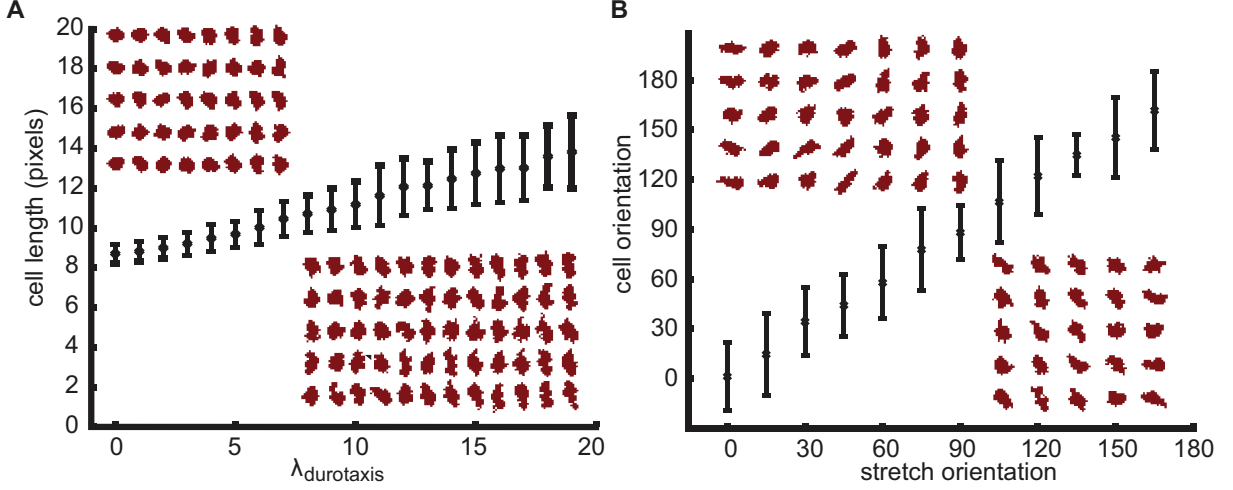 A
cell length (pixels)
20
18
16
14
12
10
8
6
4
2
0
0 5 10 15 20
λdurotaxis
B
cell orientation
180
150
120
90
60
30
0
0 30 60 90 120 150 180
stretch orientation